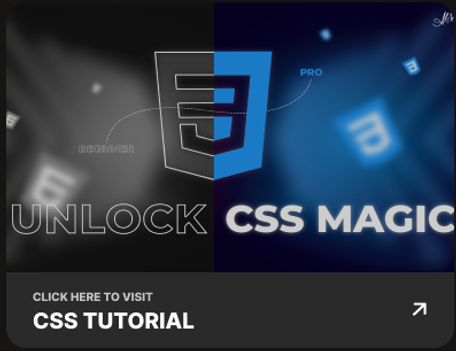 PRO
BEGINNER
UNLOCK CSS MAGIC
CLICK HERE TO VISIT
CSS TUTORIAL